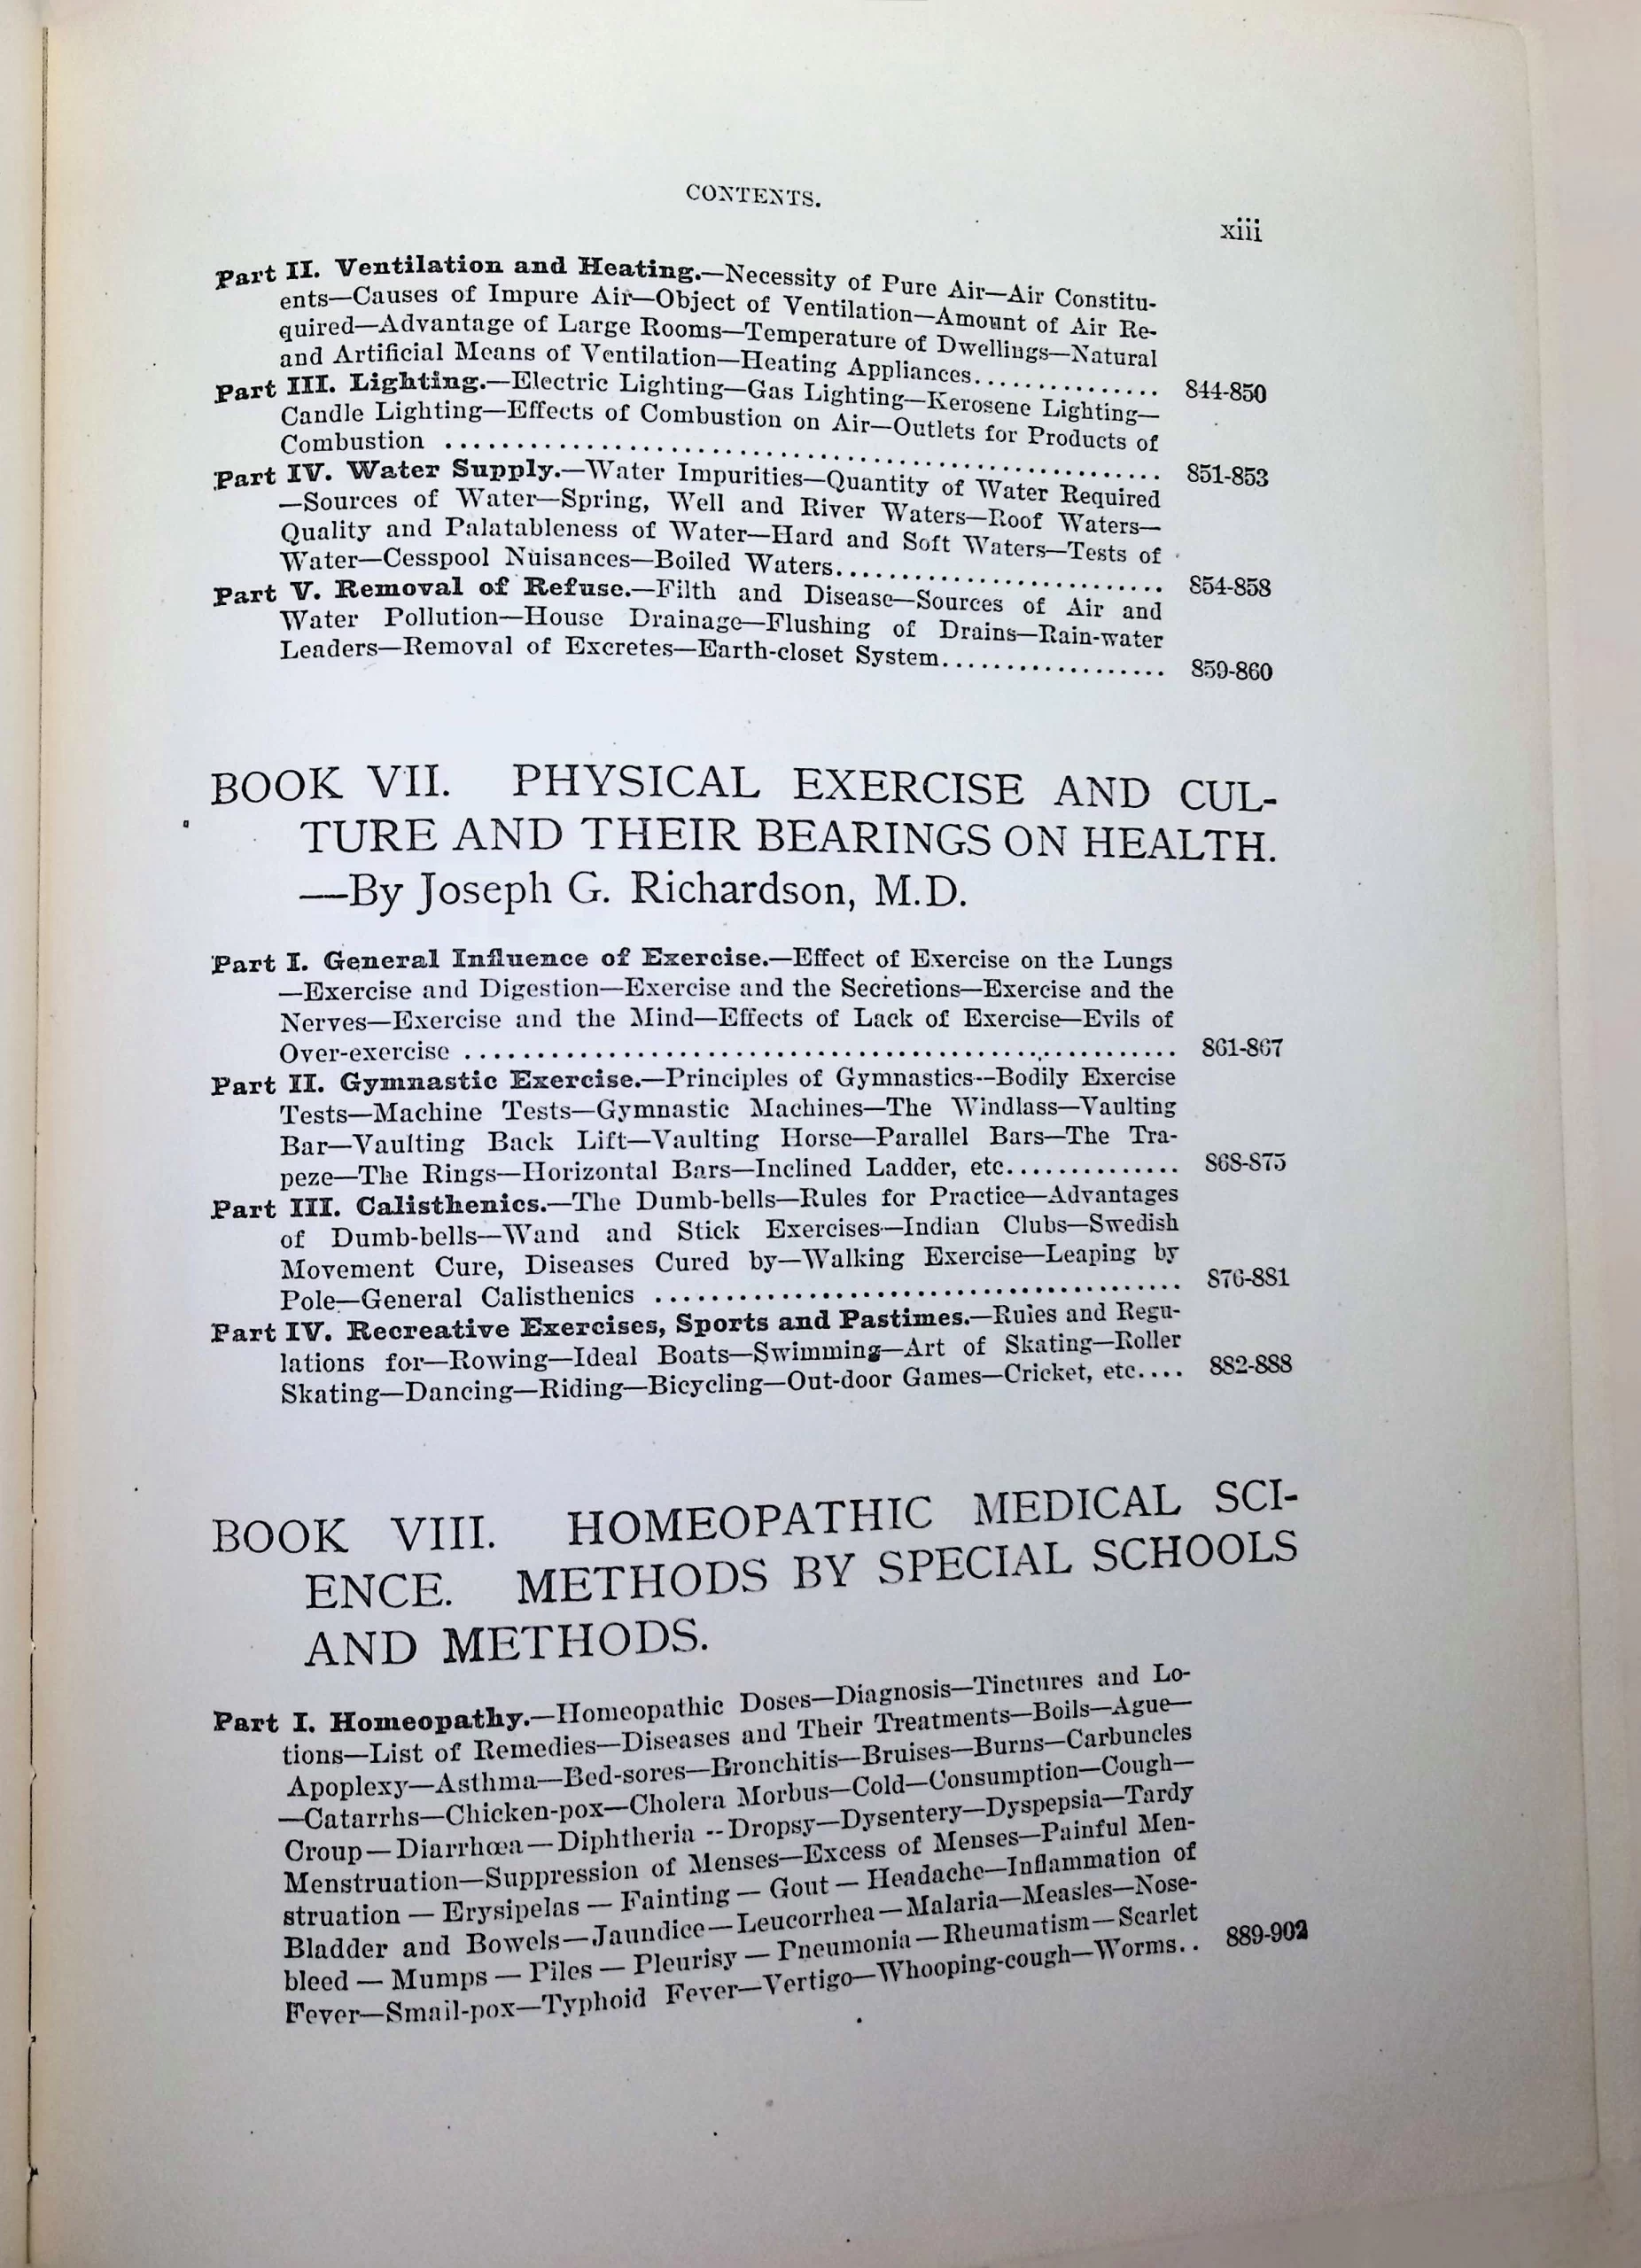 CONTENTS.
xiii
Part II. Ventilation and Heating.—Necessity of Pure Air—Air Constitu-
ents—Causes of Impure Air—Object of Ventilation—Amount of Air Re-
quired—Advantage of Large Rooms—Temperature of Dwellings—Natural
and Artificial Means of Ventilation—Heating Appliances............... 844-850
Part III. Lighting.—Electric Lighting—Gas Lighting—Kerosene Lighting—
Candle Lighting—Effects of Combustion on Air—Outlets for Products of
Combustion .................................................. 851-853
Part IV. Water Supply.—Water Impurities—Quantity of Water Required
—Sources of Water—Spring, Well and River Waters—Roof Waters—
Quality and Palatableness of Water—Hard and Soft Waters—Tests of
Water—Cesspool Nuisances—Boiled Waters......................... 854-858
Part V. Removal of Refuse.—Filth and Disease—Sources of Air and
Water Pollution—House Drainage—Flushing of Drains—Rain-water
Leaders—Removal of Excretes—Earth-closet System.................. 859-860
BOOK VII. PHYSICAL EXERCISE AND CUL-
TURE AND THEIR BEARINGS ON HEALTH.
—By Joseph G. Richardson, M.D.
Part I. General Influence of Exercise.—Effect of Exercise on the Lungs
—Exercise and Digestion—Exercise and the Secretions—Exercise and the
Nerves—Exercise and the Mind—Effects of Lack of Exercise—Evils of
Over-exercise .................................................. 861-867
Part II. Gymnastic Exercise.—Principles of Gymnastics--Bodily Exercise
Tests—Machine Tests—Gymnastic Machines—The Windlass—Vaulting
Bar—Vaulting Back Lift—Vaulting Horse—Parallel Bars—The Tra-
peze—The Rings—Horizontal Bars—Inclined Ladder, etc.............. 868-875
Part III. Calisthenics.—The Dumb-bells—Rules for Practice—Advantages
of Dumb-bells—Wand and Stick Exercises—Indian Clubs—Swedish
Movement Cure, Diseases Cured by—Walking Exercise—Leaping by
Pole—General Calisthenics ..................................... 876-881
Part IV. Recreative Exercises, Sports and Pastimes.—Rules and Regu-
lations for—Rowing—Ideal Boats—Swimming—Art of Skating—Roller
Skating—Dancing—Riding—Bicycling—Out-door Games—Cricket, etc.... 882-888
BOOK VIII. HOMEOPATHIC MEDICAL SCI-
ENCE. METHODS BY SPECIAL SCHOOLS
AND METHODS.
Part I. Homeopathy.—Homeopathic Doses—Diagnosis—Tinctures and Lo-
tions—List of Remedies—Diseases and Their Treatments—Boils—Ague—
Apoplexy—Asthma—Bed-sores—Bronchitis—Bruises—Burns—Carbuncles
—Catarrhs—Chicken-pox—Cholera Morbus—Cold—Consumption—Cough—
Croup—Diarrhœa—Diphtheria--Dropsy—Dysentery—Dyspepsia—Tardy
Menstruation—Suppression of Menses—Excess of Menses—Painful Men-
struation — Erysipelas — Fainting — Gout — Headache—Inflammation of
Bladder and Bowels—Jaundice—Leucorrhea—Malaria—Measles—Nose-
bleed — Mumps — Piles — Pleurisy — Pneumonia — Rheumatism — Scarlet
Fever—Small-pox—Typhoid Fever—Vertigo—Whooping-cough—Worms.. 889-902